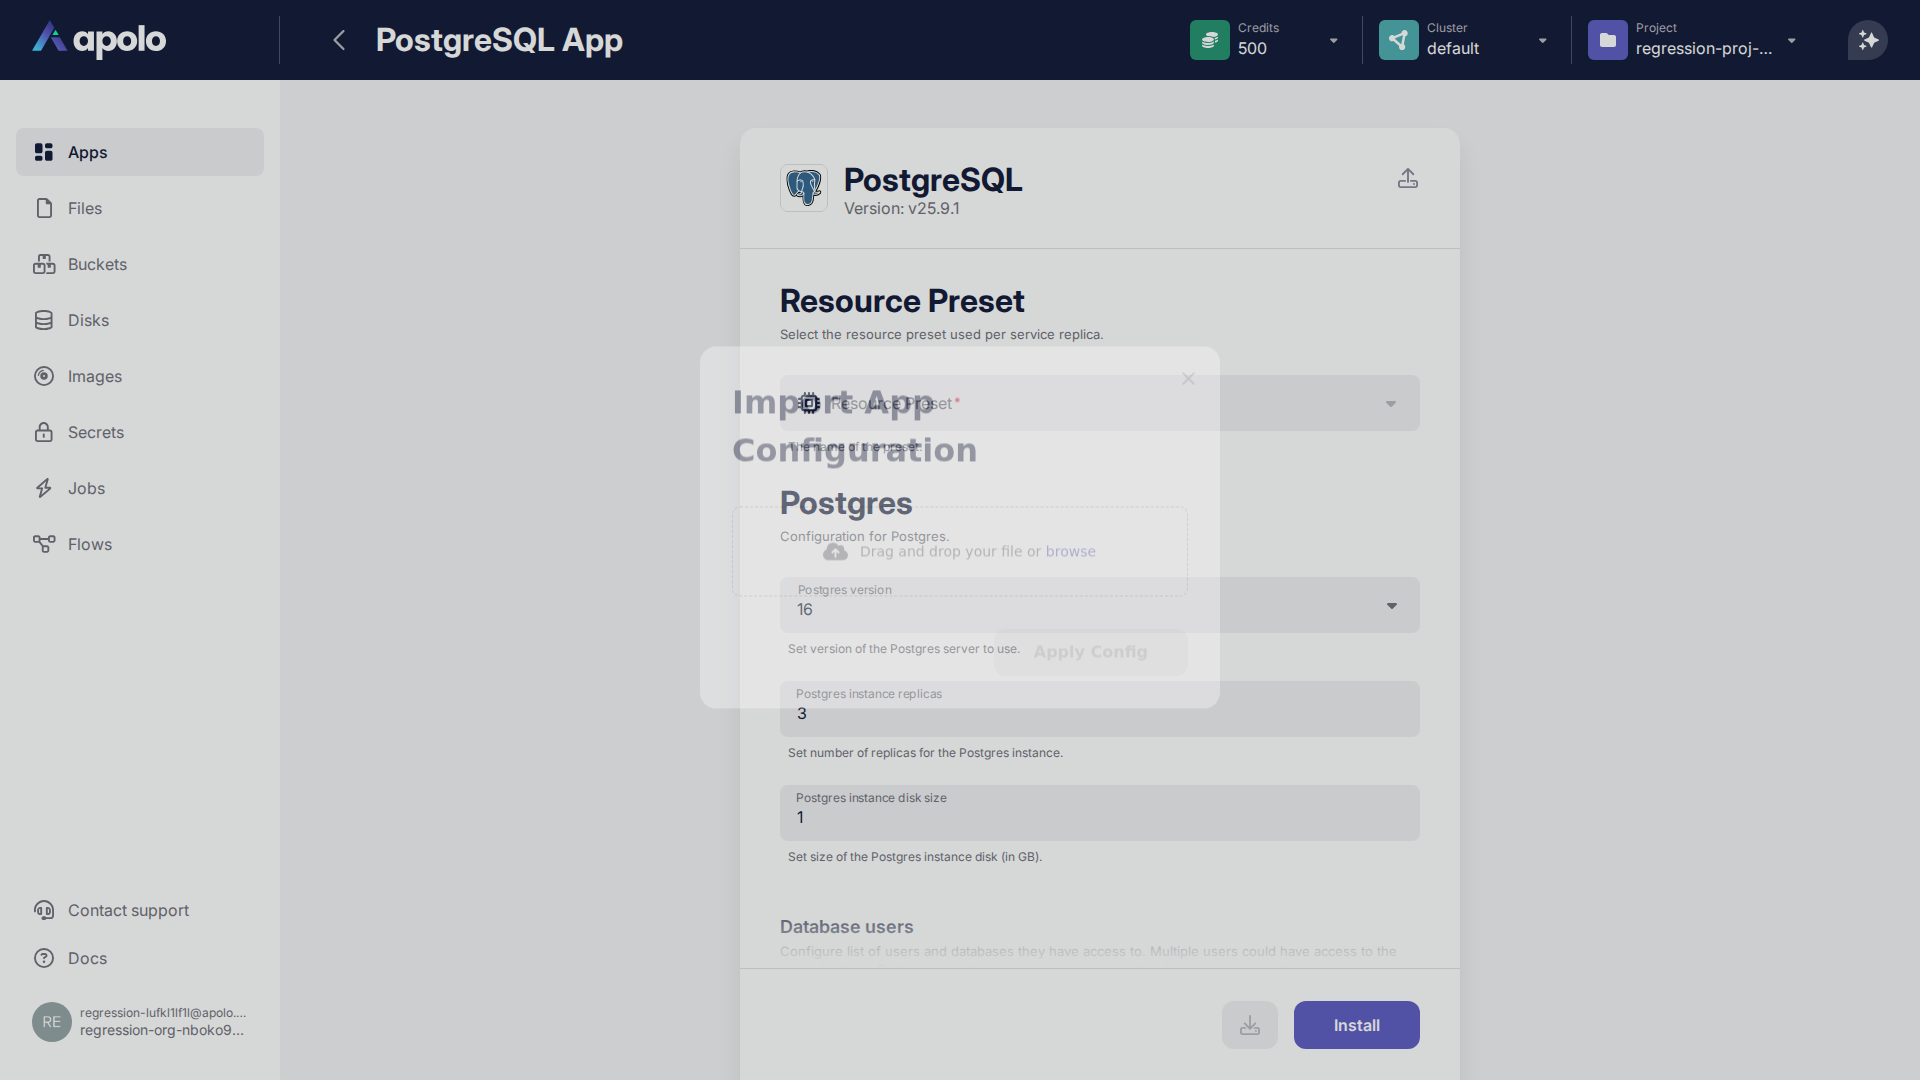 apolo
PostgreSQL App
Credits
500
Cluster
default
Project
regression-proj-...
Apps
Files
Buckets
Disks
Images
Secrets
Jobs
Flows
Contact support
Docs
RE
regression-lufkl1lf1l@apolo....
regression-org-nboko9...
PostgreSQL
Version: v25.9.1
Resource Preset
Select the resource preset used per service replica.
Resource Preset*
The name of the preset.
Import App
Configuration
Postgres
Configuration for Postgres.
Drag and drop your file or browse
Postgres version
16
Set version of the Postgres server to use.
Apply Config
Postgres instance replicas
3
Set number of replicas for the Postgres instance.
Postgres instance disk size
1
Set size of the Postgres instance disk (in GB).
Database users
Configure list of users and databases they have access to. Multiple users could have access to the
Install